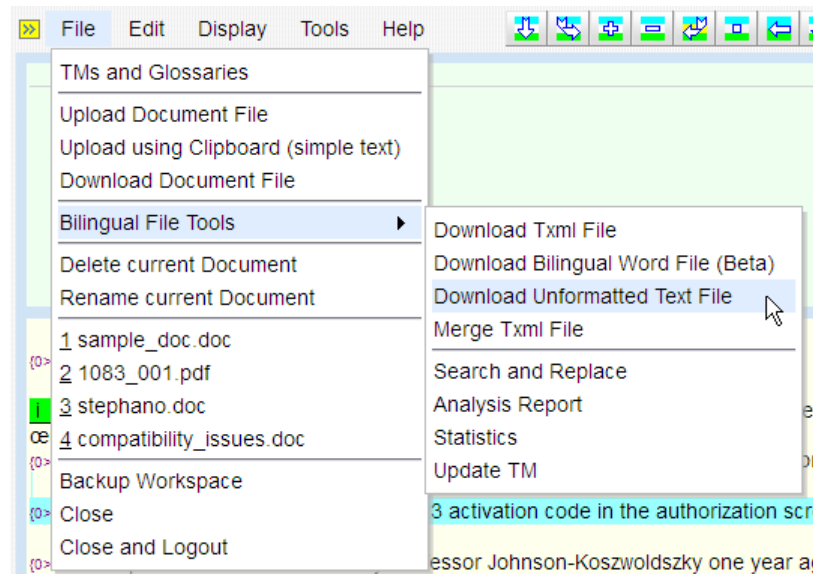 File Edit Display Tools Help
TMs and Glossaries
Upload Document File
Upload using Clipboard (simple text)
Download Document File
Bilingual File Tools
Delete current Document
Rename current Document
1 sample_doc.doc
2 1083_001.pdf
3 stephano.doc
4 compatibility_issues.doc
Backup Workspace
Close
Close and Logout
Download Txml File
Download Bilingual Word File (Beta)
Download Unformatted Text File
Merge Txml File
Search and Replace
Analysis Report
Statistics
Update TM
{0>
i
œ
{0>
{0> 3 activation code in the authorization scr
{0> essor Johnson-Koszwoldszky one year a